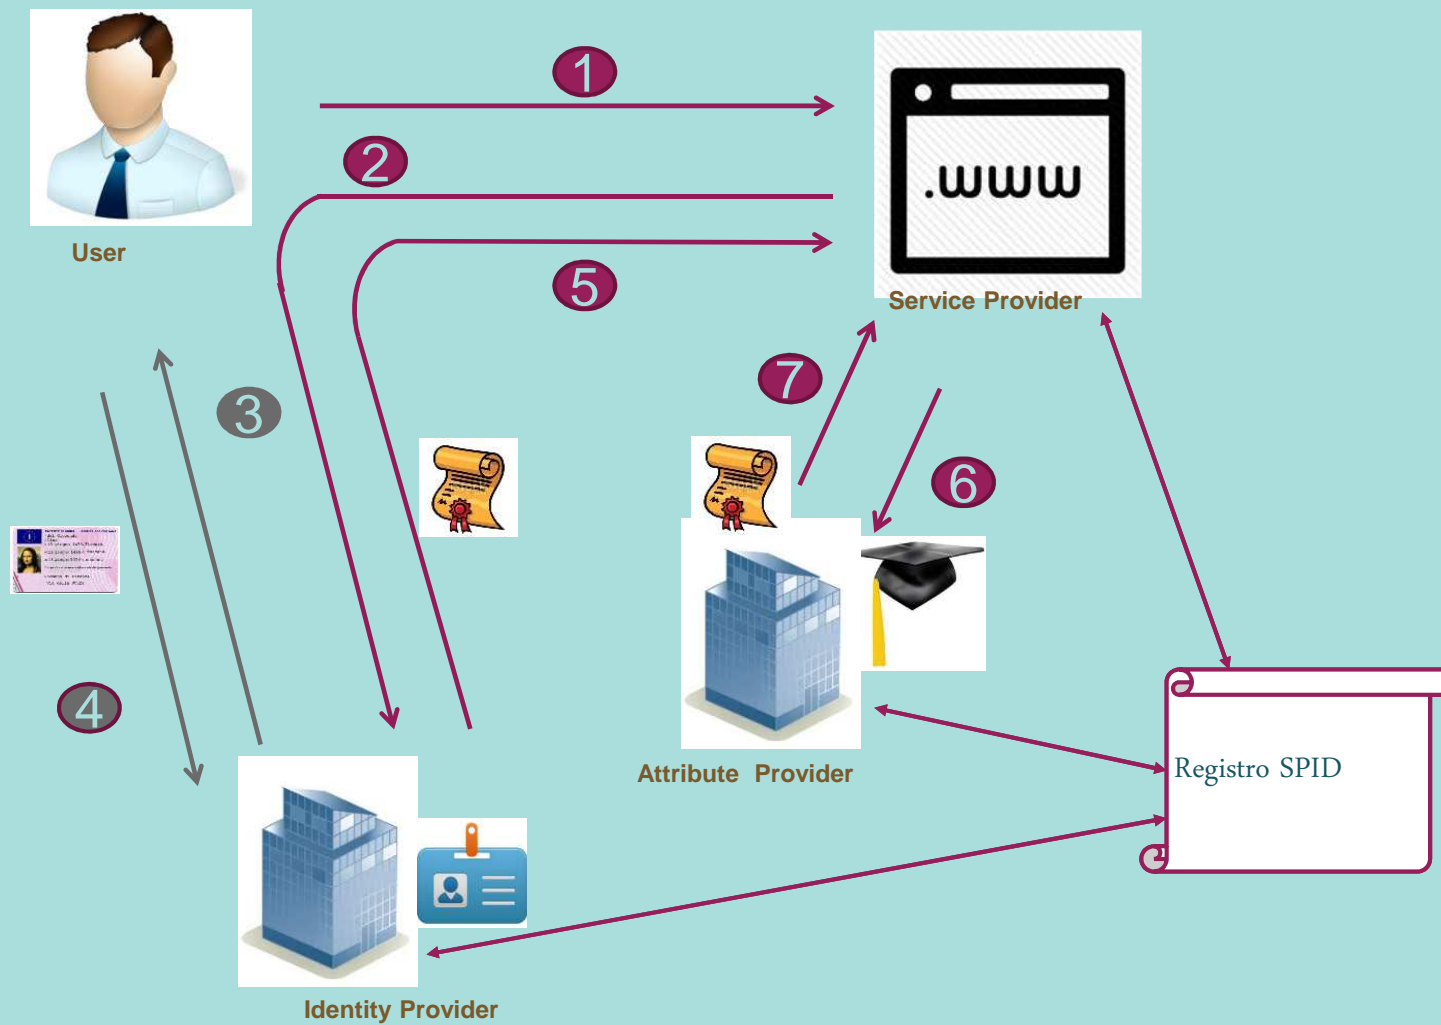 1
.www
2
User
5
Service Provider
7
3
6
4
Registro SPID
Attribute Provider
Identity Provider